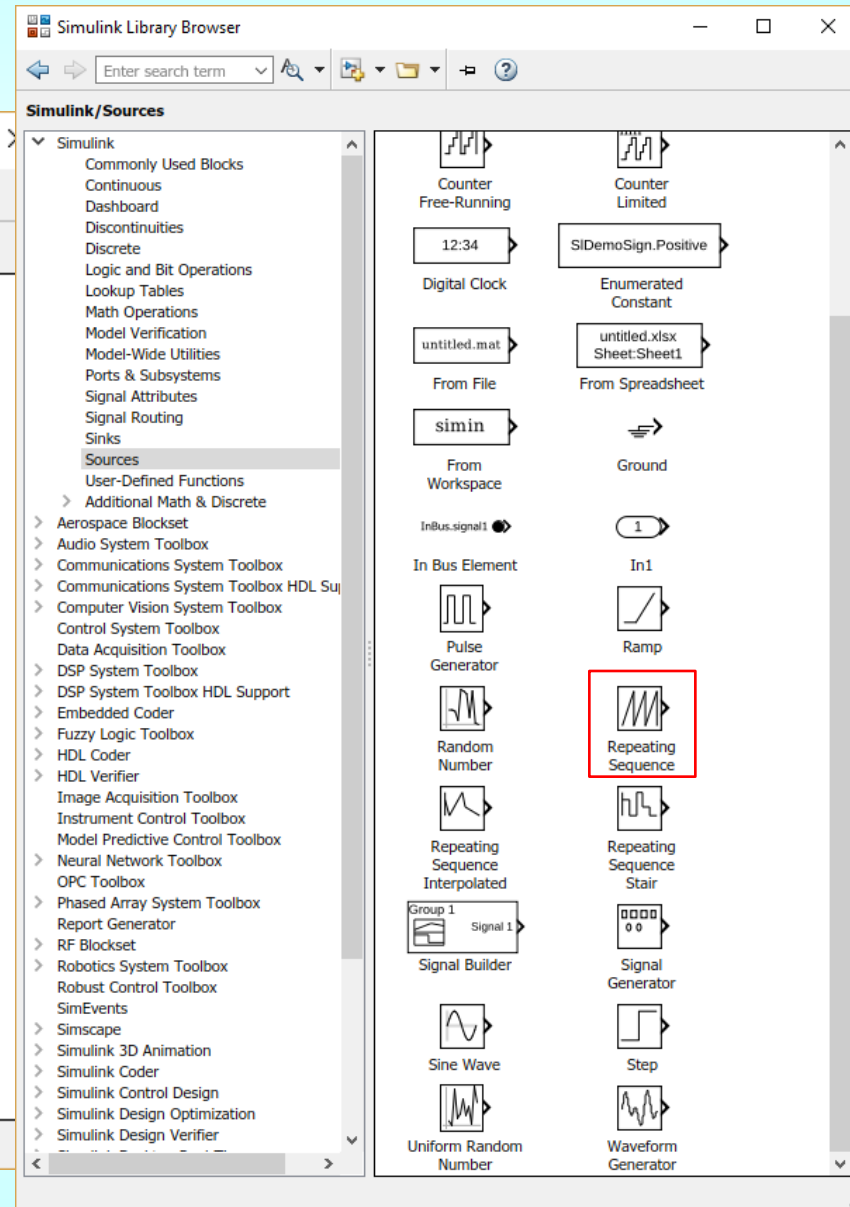 Simulink Library Browser
Enter search term
Simulink/Sources
Simulink
Commonly Used Blocks
Continuous
Dashboard
Discontinuities
Discrete
Logic and Bit Operations
Lookup Tables
Math Operations
Model Verification
Model-Wide Utilities
Ports & Subsystems
Signal Attributes
Signal Routing
Sinks
Sources
User-Defined Functions
Additional Math & Discrete
Aerospace Blockset
Audio System Toolbox
Communications System Toolbox
Communications System Toolbox HDL Su
Computer Vision System Toolbox
Control System Toolbox
Data Acquisition Toolbox
DSP System Toolbox
DSP System Toolbox HDL Support
Embedded Coder
Fuzzy Logic Toolbox
HDL Coder
HDL Verifier
Image Acquisition Toolbox
Instrument Control Toolbox
Model Predictive Control Toolbox
Neural Network Toolbox
OPC Toolbox
Phased Array System Toolbox
Report Generator
RF Blockset
Robotics System Toolbox
Robust Control Toolbox
SimEvents
Simscape
Simulink 3D Animation
Simulink Coder
Simulink Control Design
Simulink Design Optimization
Simulink Design Verifier
Counter
Free-Running
Counter
Limited
12:34
Digital Clock
SlDemoSign.Positive
Enumerated
Constant
untitled.mat
From File
untitled.xlsx
Sheet:Sheet1
From Spreadsheet
simin
From
Workspace
Ground
InBus.signal1
In Bus Element
1
In1
Pulse
Generator
Ramp
Random
Number
Repeating
Sequence
Repeating
Sequence
Interpolated
Repeating
Sequence
Stair
Group 1
Signal 1
Signal Builder
Signal
Generator
Sine Wave
Step
Uniform Random
Number
Waveform
Generator